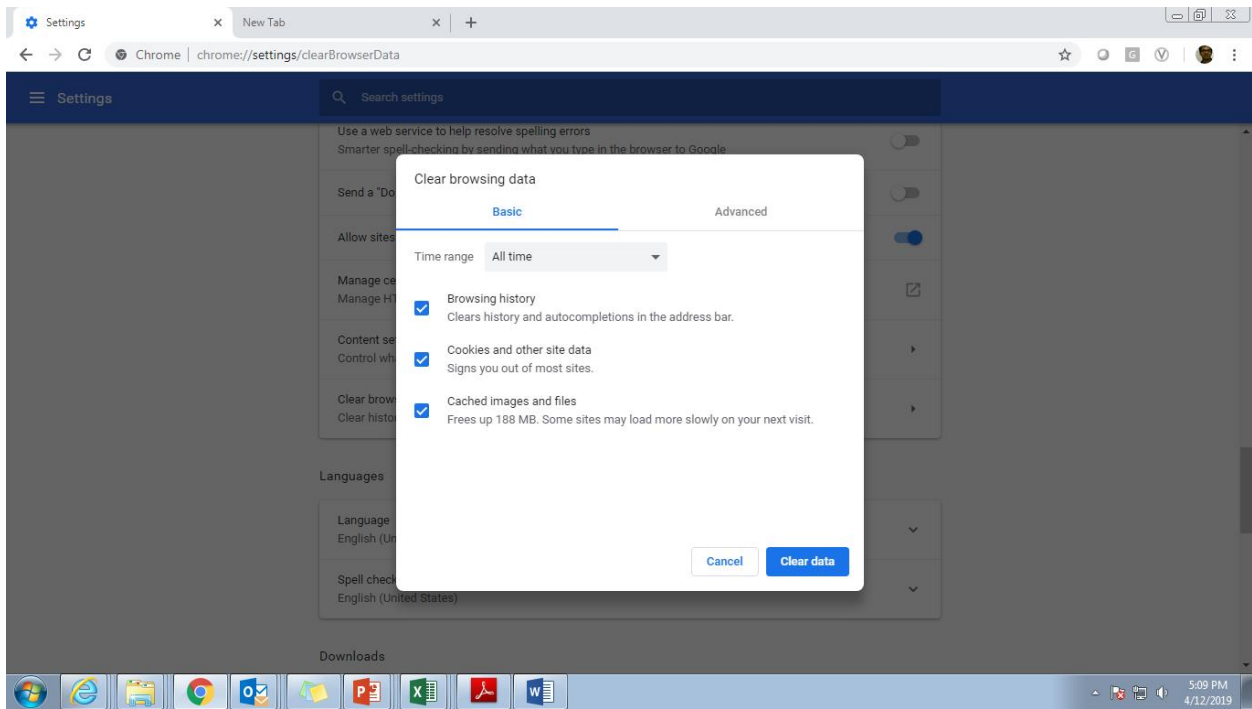 Settings
New Tab
Chrome | chrome://settings/clearBrowserData
G
V
Settings
Search settings
Use a web service to help resolve spelling errors
Smarter spell-checking by sending what you type in the browser to Google
Send a "Do
Allow sites
Manage ce
Manage HT
Content se
Control wh
Clear brow
Clear histo
Clear browsing data
Basic
Advanced
Time range All time
Browsing history
Clears history and autocompletions in the address bar.
Cookies and other site data
Signs you out of most sites.
Cached images and files
Frees up 188 MB. Some sites may load more slowly on your next visit.
Cancel
Clear data
Languages
Language
English (Un
Spell check
English (United States)
Downloads
5:09 PM
4/12/2019